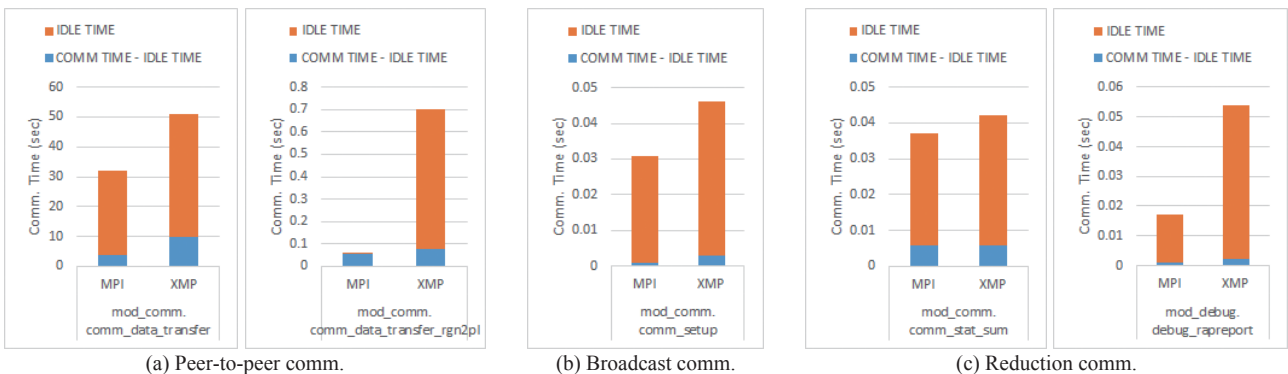 IDLE TIME
COMM TIME - IDLE TIME
60
50
40
30
20
10
0
Comm. Time (sec)
MPI XMP
mod_comm.
comm_data_transfer
IDLE TIME
COMM TIME - IDLE TIME
0.8
0.7
0.6
0.5
0.4
0.3
0.2
0.1
0
Comm. Time (sec)
MPI XMP
mod_comm.
comm_data_transfer_rgn2pl
(a) Peer-to-peer comm.
IDLE TIME
COMM TIME - IDLE TIME
0.05
0.04
0.03
0.02
0.01
0
Comm. Time (sec)
MPI XMP
mod_comm.
comm_setup
(b) Broadcast comm.
IDLE TIME
COMM TIME - IDLE TIME
0.05
0.04
0.03
0.02
0.01
0
Comm. Time (sec)
MPI XMP
mod_comm.
comm_stat_sum
IDLE TIME
COMM TIME - IDLE TIME
0.06
0.05
0.04
0.03
0.02
0.01
0
Comm. Time (sec)
MPI XMP
mod_debug.
debug_rapreport
(c) Reduction comm.